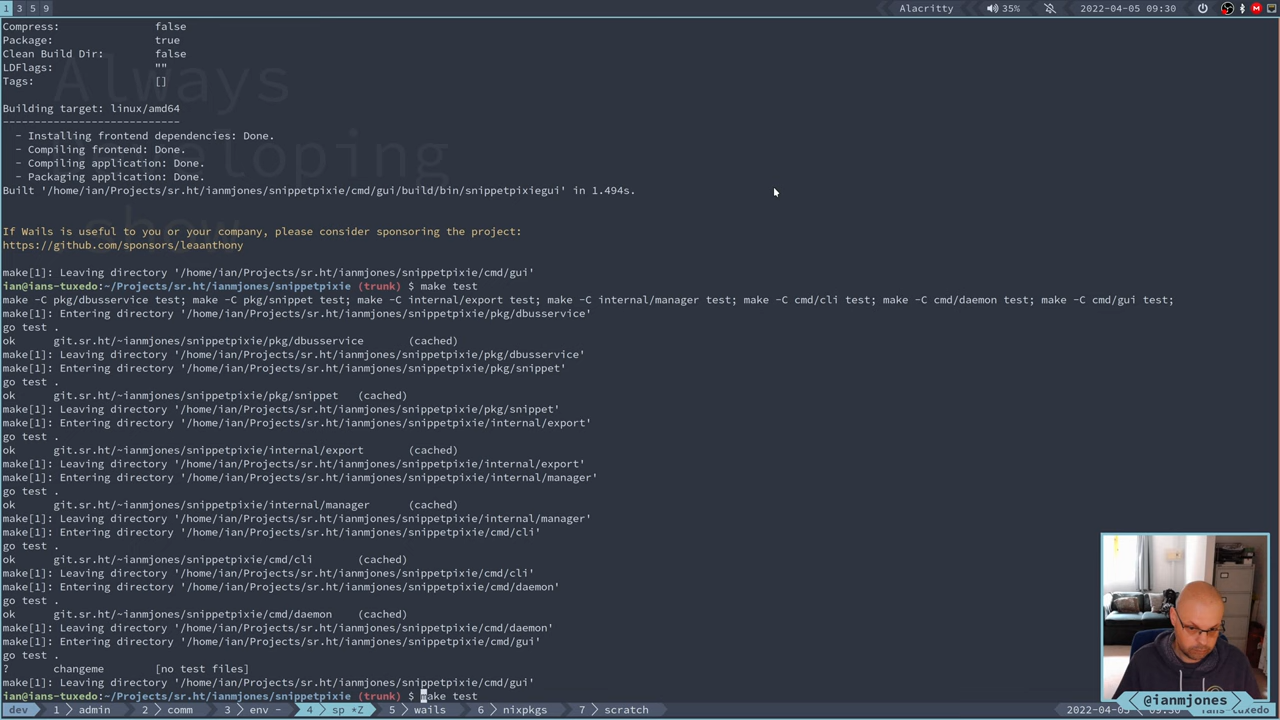 1 3 5 9 Alacritty 35% 2022-04-05 09:30
Compress: false
Package: true
Clean Build Dir: false
LDFlags: ""
Tags: []
Always
Building target: linux/amd64
----------------------------
- Installing frontend dependencies: Done.
- Compiling frontend: Done.
- Compiling application: Done.
- Packaging application: Done.
Built '/home/ian/Projects/sr.ht/ianmjones/snippetpixie/cmd/gui/build/bin/snippetpixiegui' in 1.494s.
If Wails is useful to you or your company, please consider sponsoring the project:
https://github.com/sponsors/leaanthony
make[1]: Leaving directory '/home/ian/Projects/sr.ht/ianmjones/snippetpixie/cmd/gui'
ian@ians-tuxedo:~/Projects/sr.ht/ianmjones/snippetpixie (trunk) $ make test
make -C pkg/dbusservice test; make -C pkg/snippet test; make -C internal/export test; make -C internal/manager test; make -C cmd/cli test; make -C cmd/daemon test; make -C cmd/gui test;
make[1]: Entering directory '/home/ian/Projects/sr.ht/ianmjones/snippetpixie/pkg/dbusservice'
go test .
ok git.sr.ht/~ianmjones/snippetpixie/pkg/dbusservice (cached)
make[1]: Leaving directory '/home/ian/Projects/sr.ht/ianmjones/snippetpixie/pkg/dbusservice'
make[1]: Entering directory '/home/ian/Projects/sr.ht/ianmjones/snippetpixie/pkg/snippet'
go test .
ok git.sr.ht/~ianmjones/snippetpixie/pkg/snippet (cached)
make[1]: Leaving directory '/home/ian/Projects/sr.ht/ianmjones/snippetpixie/pkg/snippet'
make[1]: Entering directory '/home/ian/Projects/sr.ht/ianmjones/snippetpixie/internal/export'
go test .
ok git.sr.ht/~ianmjones/snippetpixie/internal/export (cached)
make[1]: Leaving directory '/home/ian/Projects/sr.ht/ianmjones/snippetpixie/internal/export'
make[1]: Entering directory '/home/ian/Projects/sr.ht/ianmjones/snippetpixie/internal/manager'
go test .
ok git.sr.ht/~ianmjones/snippetpixie/internal/manager (cached)
make[1]: Leaving directory '/home/ian/Projects/sr.ht/ianmjones/snippetpixie/internal/manager'
make[1]: Entering directory '/home/ian/Projects/sr.ht/ianmjones/snippetpixie/cmd/cli'
go test .
ok git.sr.ht/~ianmjones/snippetpixie/cmd/cli (cached)
make[1]: Leaving directory '/home/ian/Projects/sr.ht/ianmjones/snippetpixie/cmd/cli'
make[1]: Entering directory '/home/ian/Projects/sr.ht/ianmjones/snippetpixie/cmd/daemon'
go test .
ok git.sr.ht/~ianmjones/snippetpixie/cmd/daemon (cached)
make[1]: Leaving directory '/home/ian/Projects/sr.ht/ianmjones/snippetpixie/cmd/daemon'
make[1]: Entering directory '/home/ian/Projects/sr.ht/ianmjones/snippetpixie/cmd/gui'
go test .
? changeme [no test files]
make[1]: Leaving directory '/home/ian/Projects/sr.ht/ianmjones/snippetpixie/cmd/gui'
ian@ians-tuxedo:~/Projects/sr.ht/ianmjones/snippetpixie (trunk) $ make test
@ianmjones
dev 1 admin 2 comm 3 env - 4 sp *Z 5 wails 6 nixpkgs 7 scratch